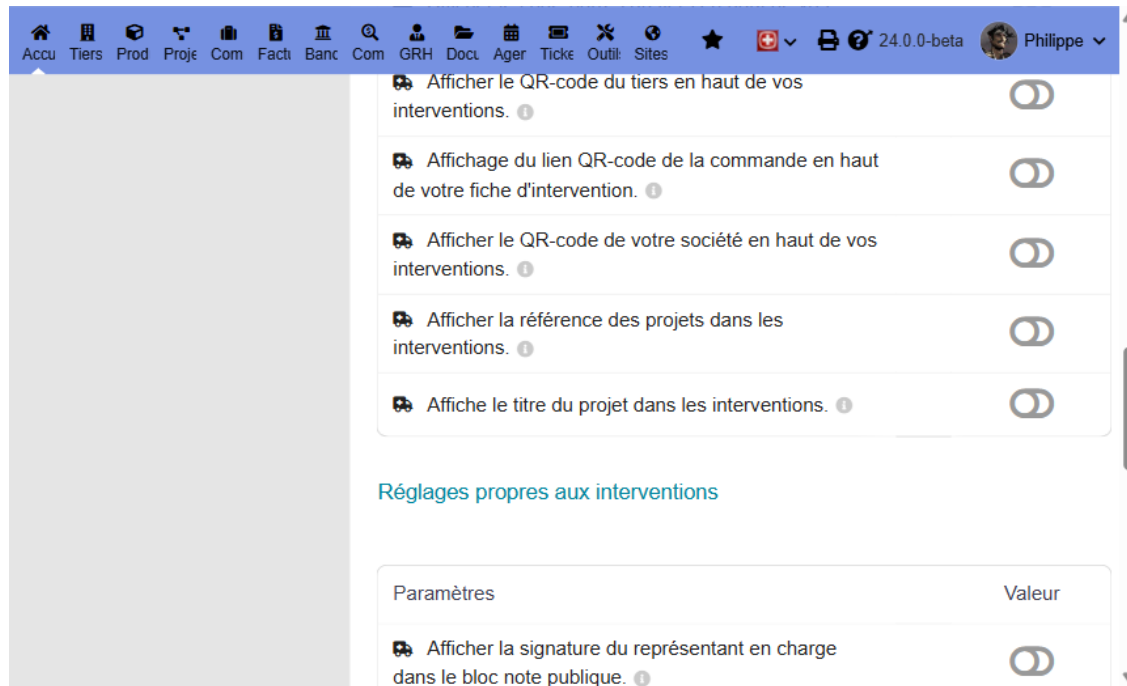 24.0.0-beta
Philippe
Accu Tiers Prod Proje Com Factu Banc Com GRH Docu Ager Ticke Outils Sites
Afficher le QR-code du tiers en haut de vos
interventions.
Affichage du lien QR-code de la commande en haut
de votre fiche d'intervention.
Afficher le QR-code de votre société en haut de vos
interventions.
Afficher la référence des projets dans les
interventions.
Affiche le titre du projet dans les interventions.
Réglages propres aux interventions
Paramètres
Valeur
Afficher la signature du représentant en charge
dans le bloc note publique.